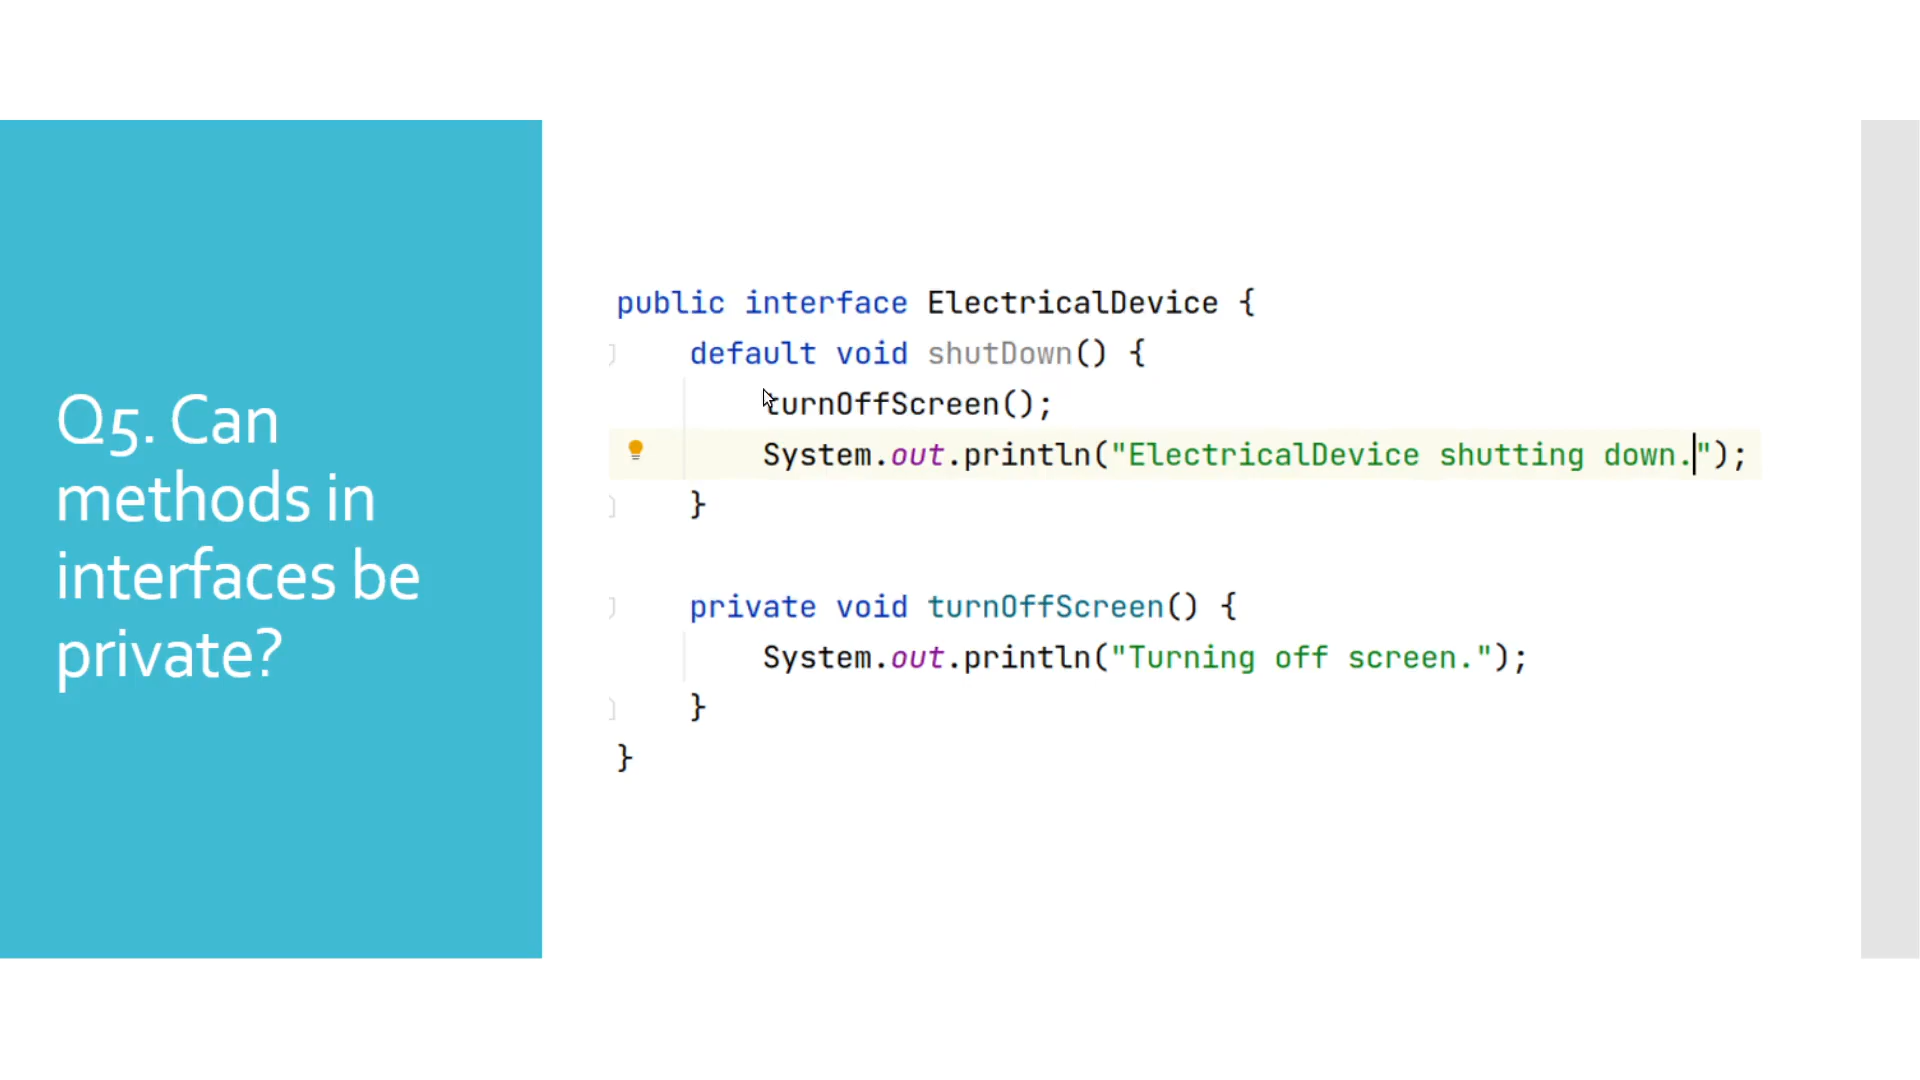 Q5. Can
methods in
interfaces be
private?
public interface ElectricalDevice {
default void shutDown() {
turnOffScreen();
System.out.println("ElectricalDevice shutting down.");
}
private void turnOffScreen() {
System.out.println("Turning off screen.");
}
}